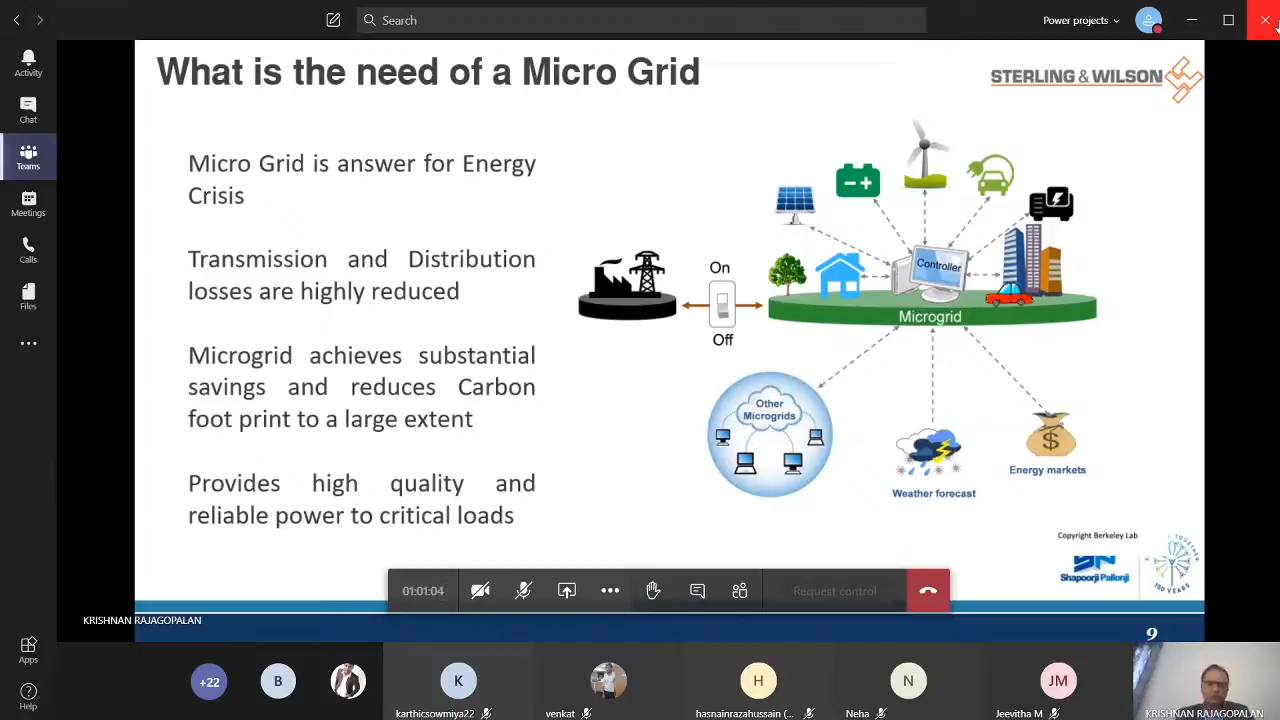 Search
Power projects
Activity
Chat
Teams
Meetings
Calls
Files
Apps
Help
What is the need of a Micro Grid
STERLING & WILSON
Micro Grid is answer for Energy
Crisis
Transmission and Distribution
losses are highly reduced
Microgrid achieves substantial
savings and reduces Carbon
foot print to a large extent
Provides high quality and
reliable power to critical loads
On
Off
Controller
Microgrid
Other
Microgrids
Weather forecast
$
Energy markets
Copyright Berkeley Lab
Shapoorji Pallonji
150 YEARS
01:01:04
Request control
KRISHNAN RAJAGOPALAN
9
+22
B
K
karthicsowmiya22
venkat
H
hasnainrazahussain (...
N
Neha
JM
Jeevitha M
KRISHNAN RAJAGOPALAN